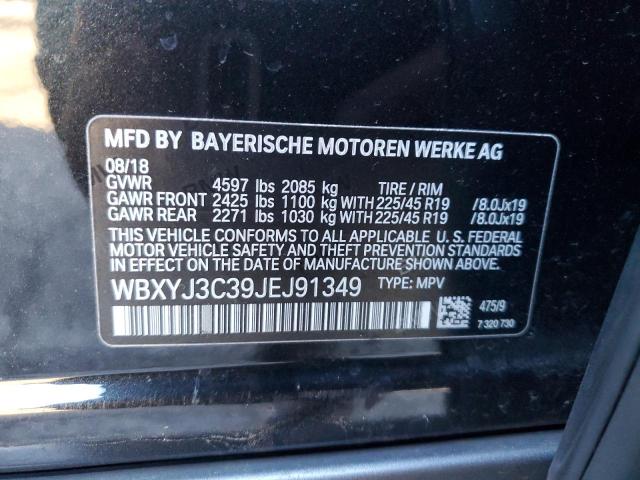 MFD BY BAYERISCHE MOTOREN WERKE AG
08/18
GVWR 4597 lbs 2085 kg TIRE / RIM
GAWR FRONT 2425 lbs 1100 kg WITH 225/45 R19 /8.0Jx19
GAWR REAR 2271 lbs 1030 kg WITH 225/45 R19 /8.0Jx19
THIS VEHICLE CONFORMS TO ALL APPLICABLE U. S. FEDERAL
MOTOR VEHICLE SAFETY AND THEFT PREVENTION STANDARDS
IN EFFECT ON THE DATE OF MANUFACTURE SHOWN ABOVE.
WBXYJ3C39JEJ91349 TYPE: MPV
475/9
7 320 730